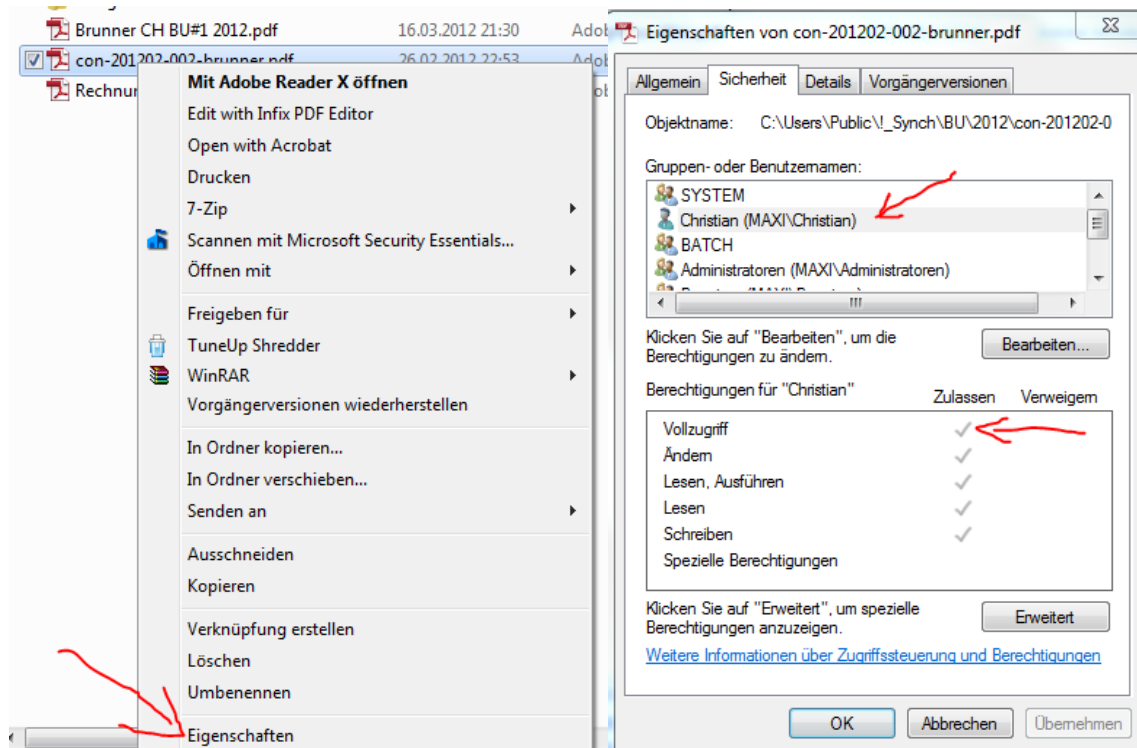 Brunner CH BU#1 2012.pdf 16.03.2012 21:30 Adob
con-201202-002-brunner.pdf 26.02.2012 22:53 Adob
Rechnu
Mit Adobe Reader X öffnen
Edit with Infix PDF Editor
Open with Acrobat
Drucken
7-Zip
Scannen mit Microsoft Security Essentials...
Öffnen mit
Freigeben für
TuneUp Shredder
WinRAR
Vorgängerversionen wiederherstellen
In Ordner kopieren...
In Ordner verschieben...
Senden an
Ausschneiden
Kopieren
Verknüpfung erstellen
Löschen
Umbenennen
Eigenschaften
Eigenschaften von con-201202-002-brunner.pdf
Allgemein Sicherheit Details Vorgängerversionen
Objektname: C:\Users\Public\!_Synch\BU\2012\con-201202-0
Gruppen- oder Benutzernamen:
SYSTEM
Christian (MAXI\Christian)
BATCH
Administratoren (MAXI\Administratoren)
Klicken Sie auf "Bearbeiten", um die
Berechtigungen zu ändern.
Bearbeiten...
Berechtigungen für "Christian" Zulassen Verweigern
Vollzugriff
Ändern
Lesen, Ausführen
Lesen
Schreiben
Spezielle Berechtigungen
Klicken Sie auf "Erweitert", um spezielle
Berechtigungen anzuzeigen.
Erweitert
Weitere Informationen über Zugriffssteuerung und Berechtigungen
OK Abbrechen Übernehmen